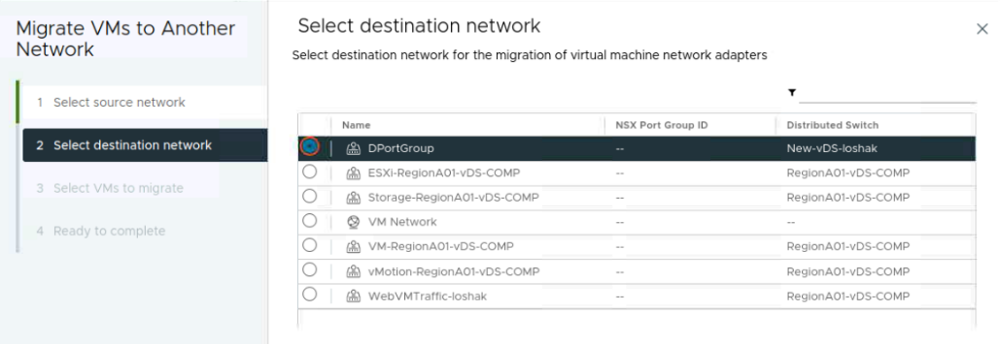 Migrate VMs to Another
Network
1 Select source network
2 Select destination network
3 Select VMs to migrate
4 Ready to complete
Select destination network
Select destination network for the migration of virtual machine network adapters
Name NSX Port Group ID Distributed Switch
DPortGroup -- New-vDS-loshak
ESXi-RegionA01-vDS-COMP -- RegionA01-vDS-COMP
Storage-RegionA01-vDS-COMP -- RegionA01-vDS-COMP
VM Network -- --
VM-RegionA01-vDS-COMP -- RegionA01-vDS-COMP
vMotion-RegionA01-vDS-COMP -- RegionA01-vDS-COMP
WebVMTraffic-loshak -- RegionA01-vDS-COMP